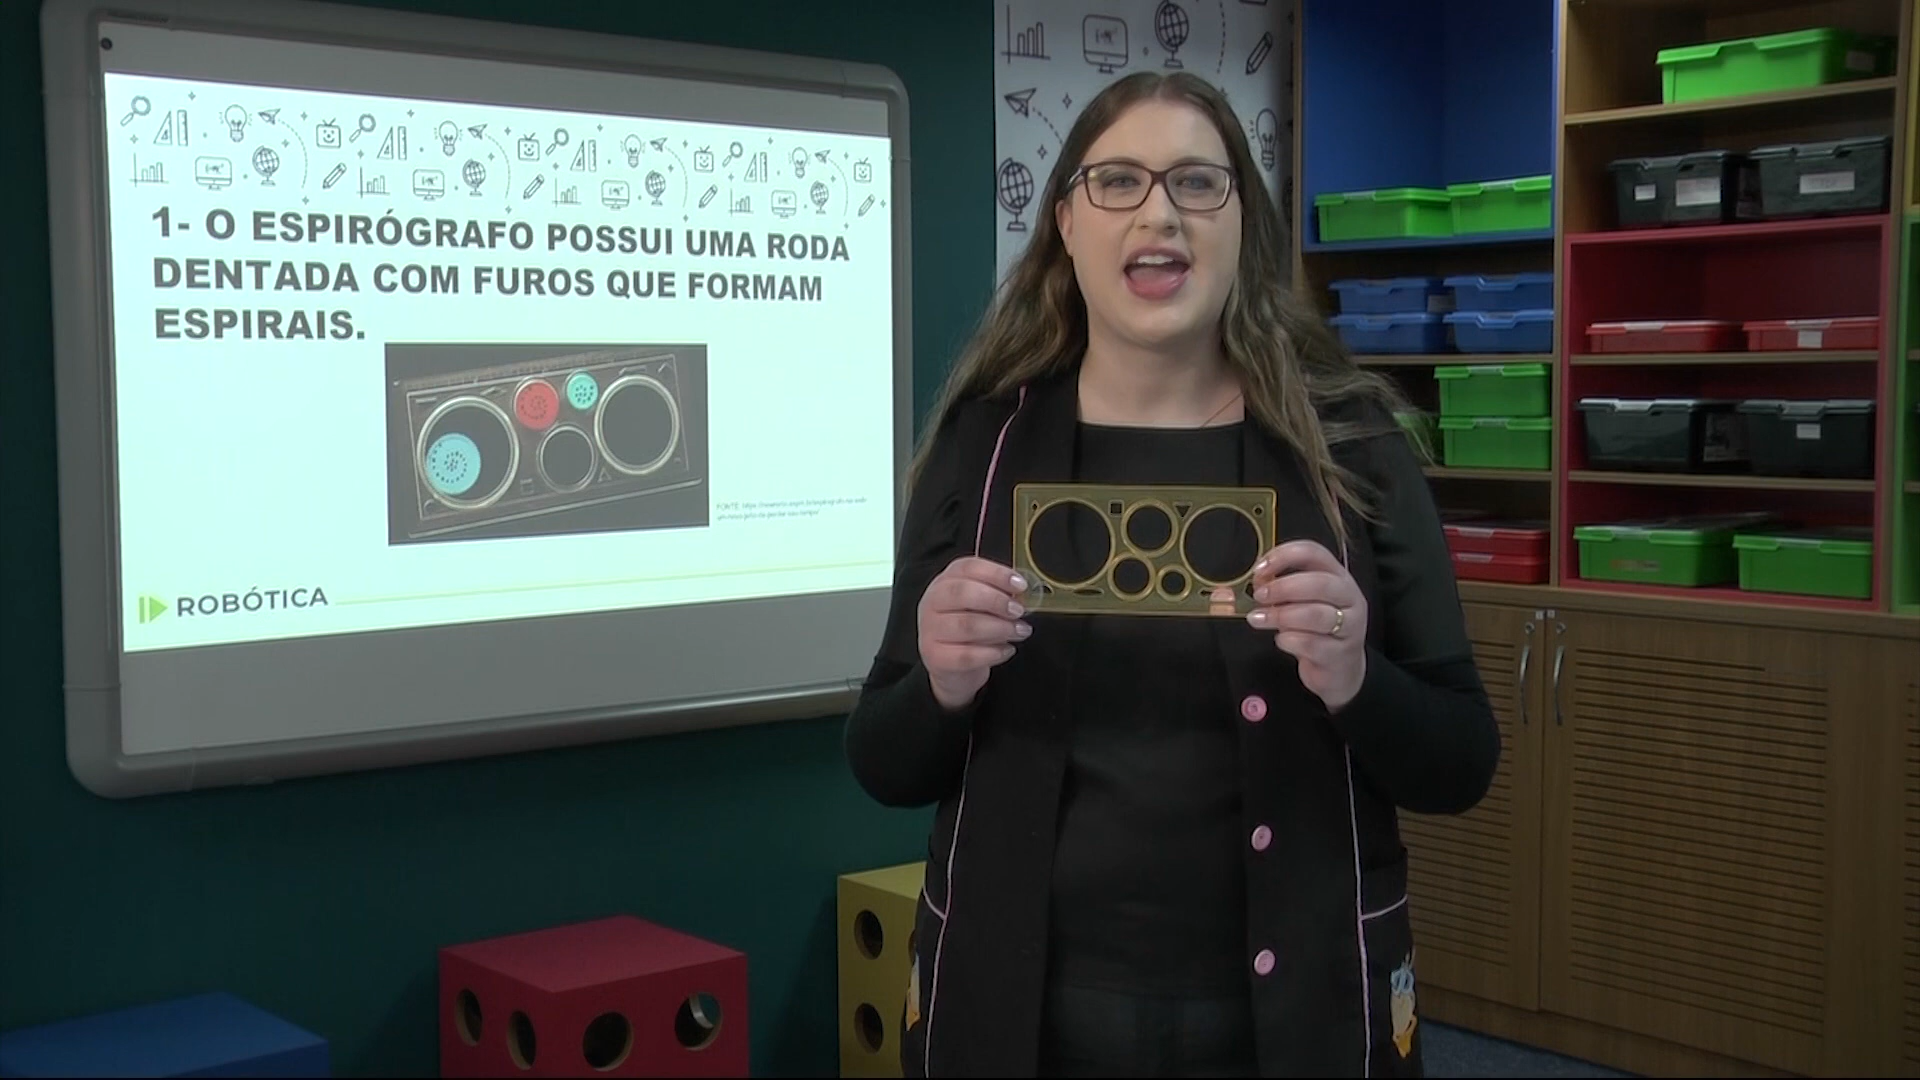 1- O ESPIRÓGRAFO POSSUI UMA RODA
DENTADA COM FUROS QUE FORMAM
ESPIRAIS.
ROBÓTICA